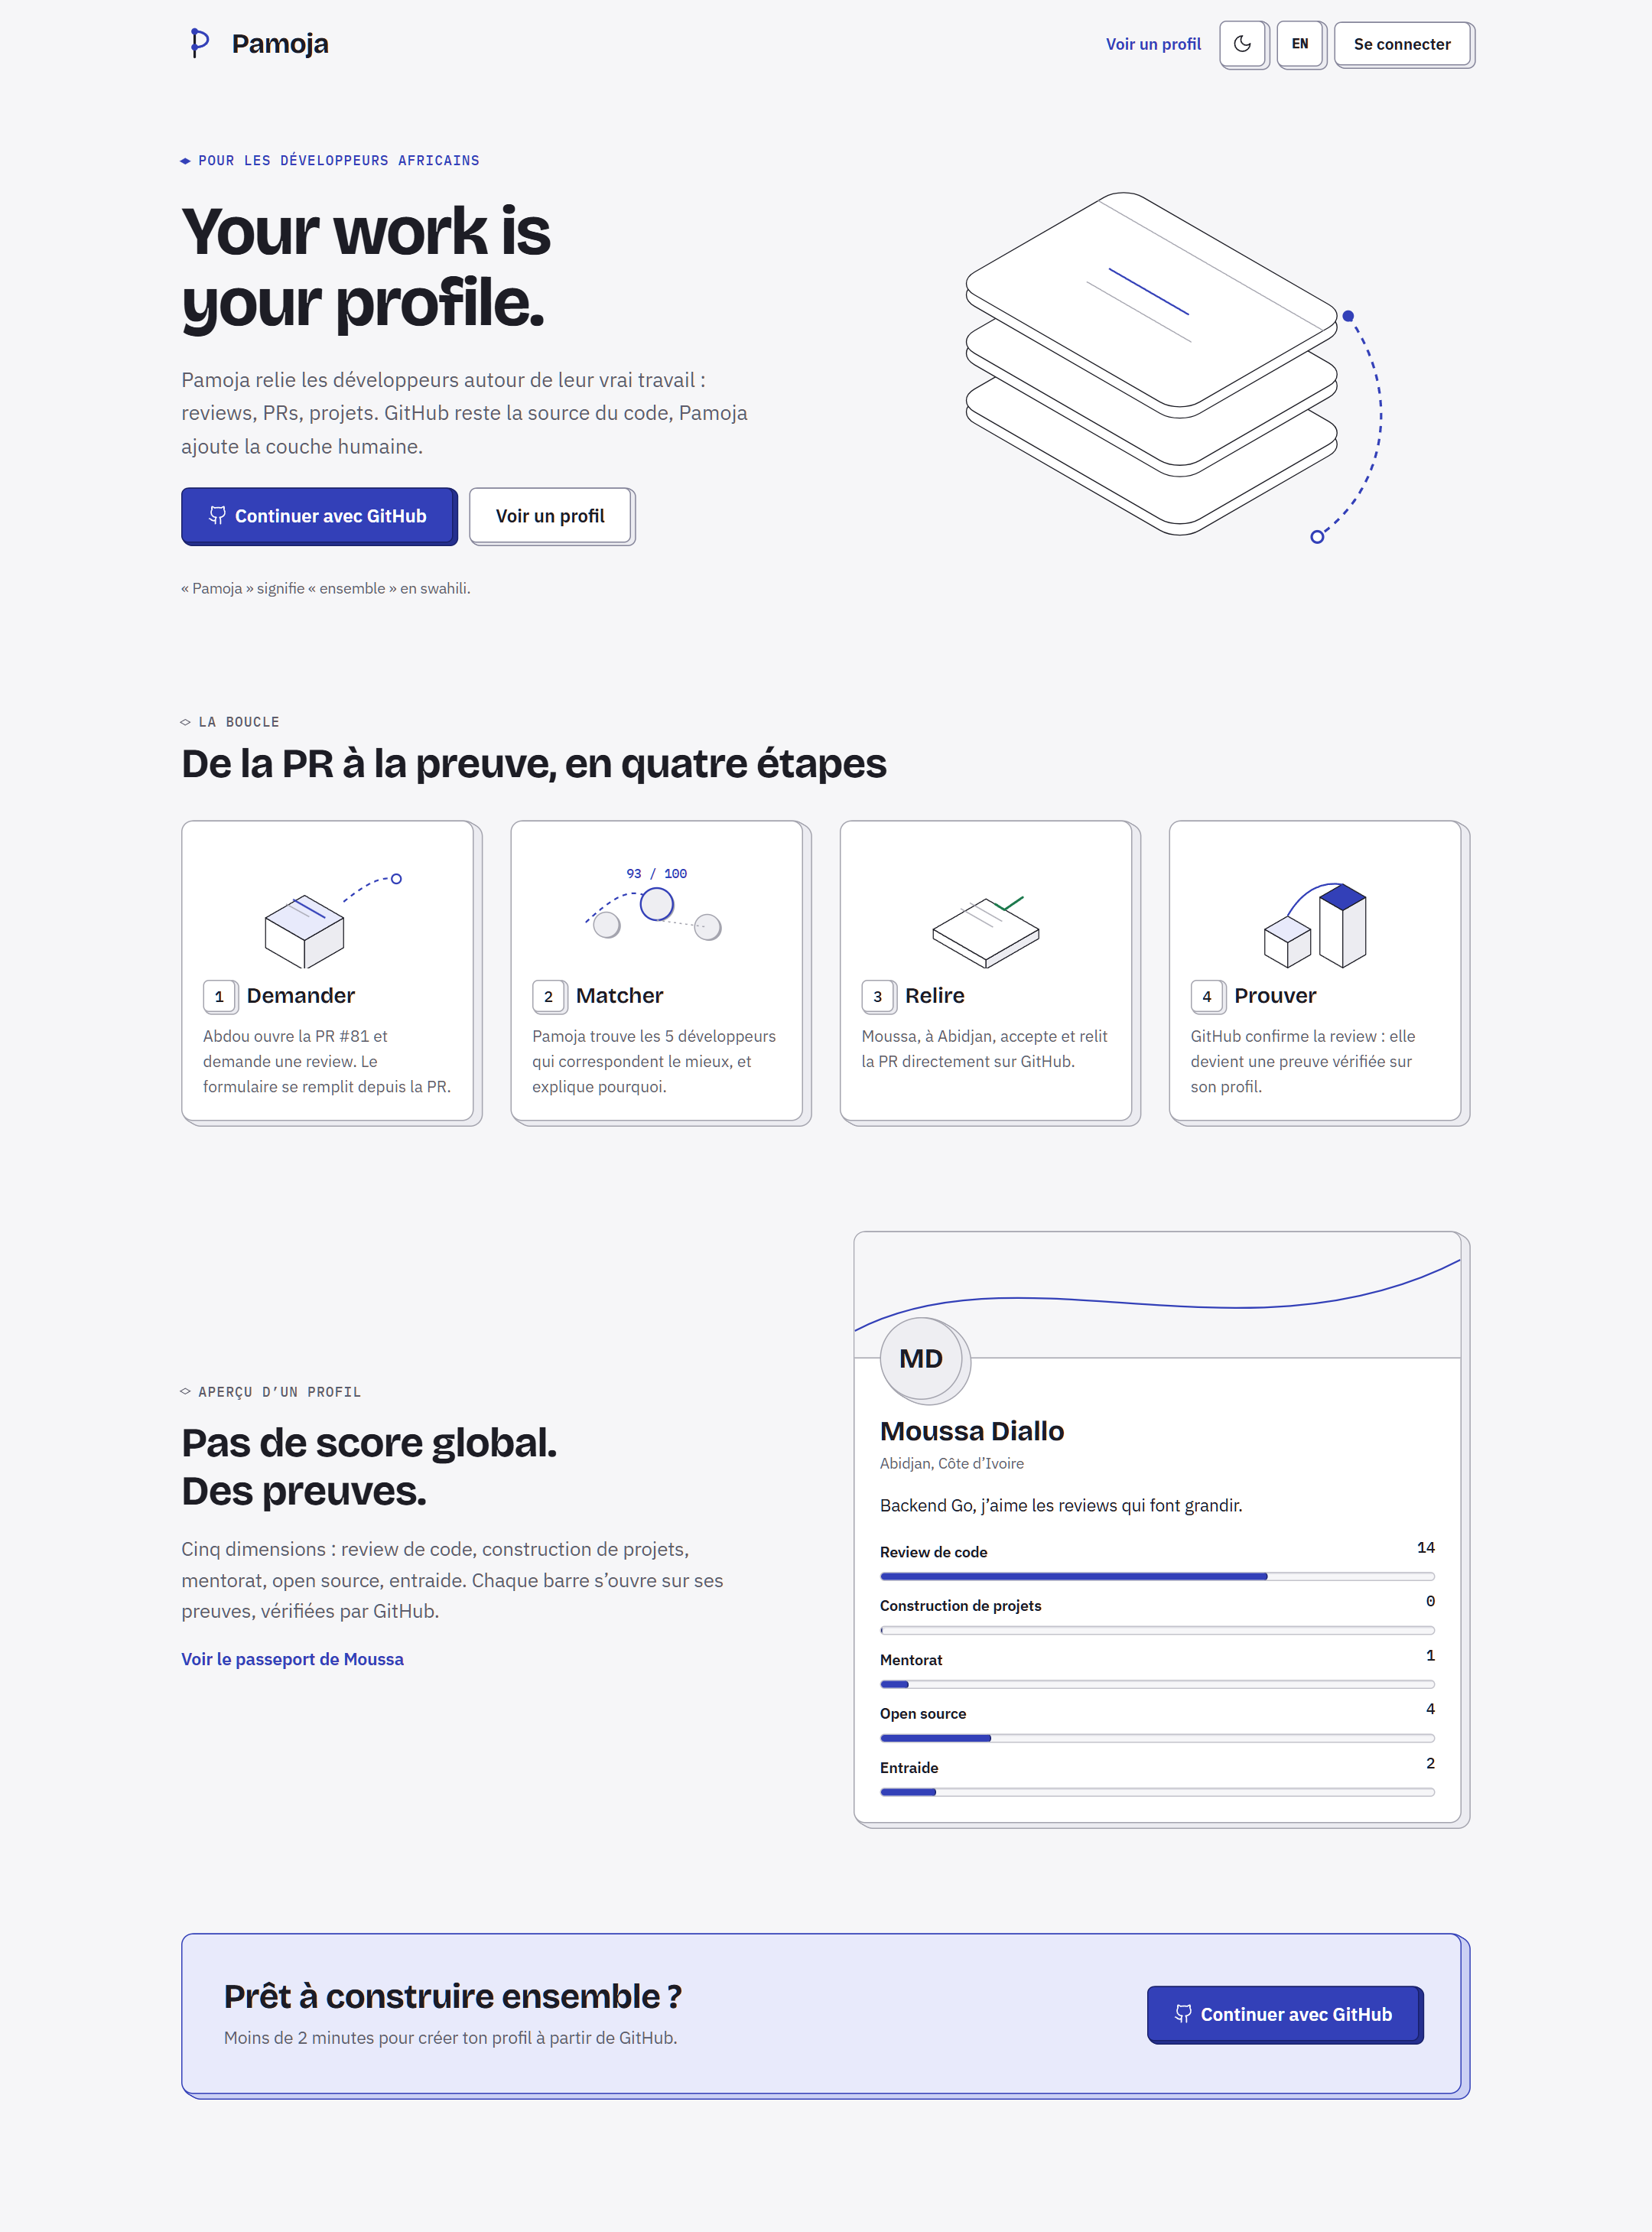 Pamoja
Voir un profil
EN
Se connecter
POUR LES DÉVELOPPEURS AFRICAINS
Your work is
your profile.
Pamoja relie les développeurs autour de leur vrai travail :
reviews, PRs, projets. GitHub reste la source du code, Pamoja
ajoute la couche humaine.
Continuer avec GitHub
Voir un profil
« Pamoja » signifie « ensemble » en swahili.
LA BOUCLE
De la PR à la preuve, en quatre étapes
1 Demander
Abdou ouvre la PR #81 et
demande une review. Le
formulaire se remplit depuis la PR.
93 / 100
2 Matcher
Pamoja trouve les 5 développeurs
qui correspondent le mieux, et
explique pourquoi.
3 Relire
Moussa, à Abidjan, accepte et relit
la PR directement sur GitHub.
4 Prouver
GitHub confirme la review : elle
devient une preuve vérifiée sur
son profil.
APERÇU D’UN PROFIL
Pas de score global.
Des preuves.
Cinq dimensions : review de code, construction de projets,
mentorat, open source, entraide. Chaque barre s’ouvre sur ses
preuves, vérifiées par GitHub.
Voir le passeport de Moussa
MD
Moussa Diallo
Abidjan, Côte d’Ivoire
Backend Go, j’aime les reviews qui font grandir.
Review de code 14
Construction de projets 0
Mentorat 1
Open source 4
Entraide 2
Prêt à construire ensemble ?
Moins de 2 minutes pour créer ton profil à partir de GitHub.
Continuer avec GitHub